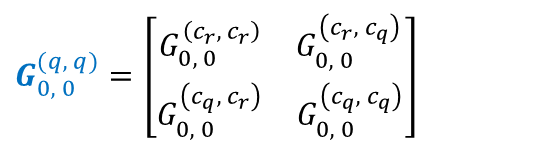 G_{0,0}^{(q,q)} = [ G_{0,0}^{(c_r,c_r)} G_{0,0}^{(c_r,c_q)}
G_{0,0}^{(c_q,c_r)} G_{0,0}^{(c_q,c_q)} ]